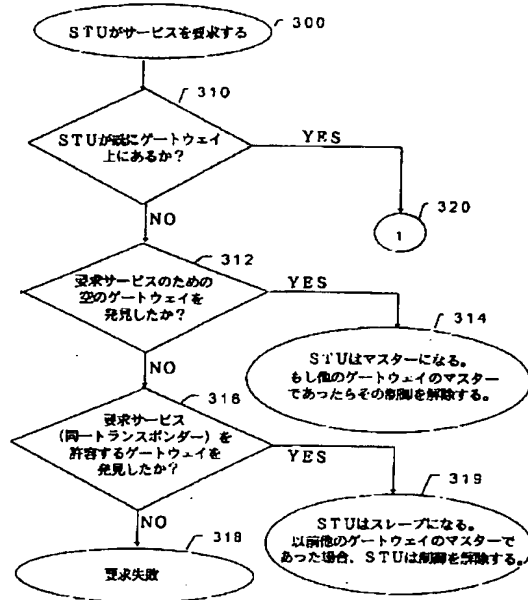 STUがサービスを要求する
300
310
STUが既にゲートウェイ
上にあるか?
YES
320
1
NO
312
要求サービスのための
空のゲートウェイを
発見したか?
YES
314
STUはマスターになる。
もし他のゲートウェイのマスター
であったらその制御を解除する。
NO
316
要求サービス
(同一トランスポンダー)を
許容するゲートウェイを
発見したか?
YES
319
STUはスレーブになる。
以前他のゲートウェイのマスターで
あった場合、STUは制御を解除する。
NO
318
要求失敗